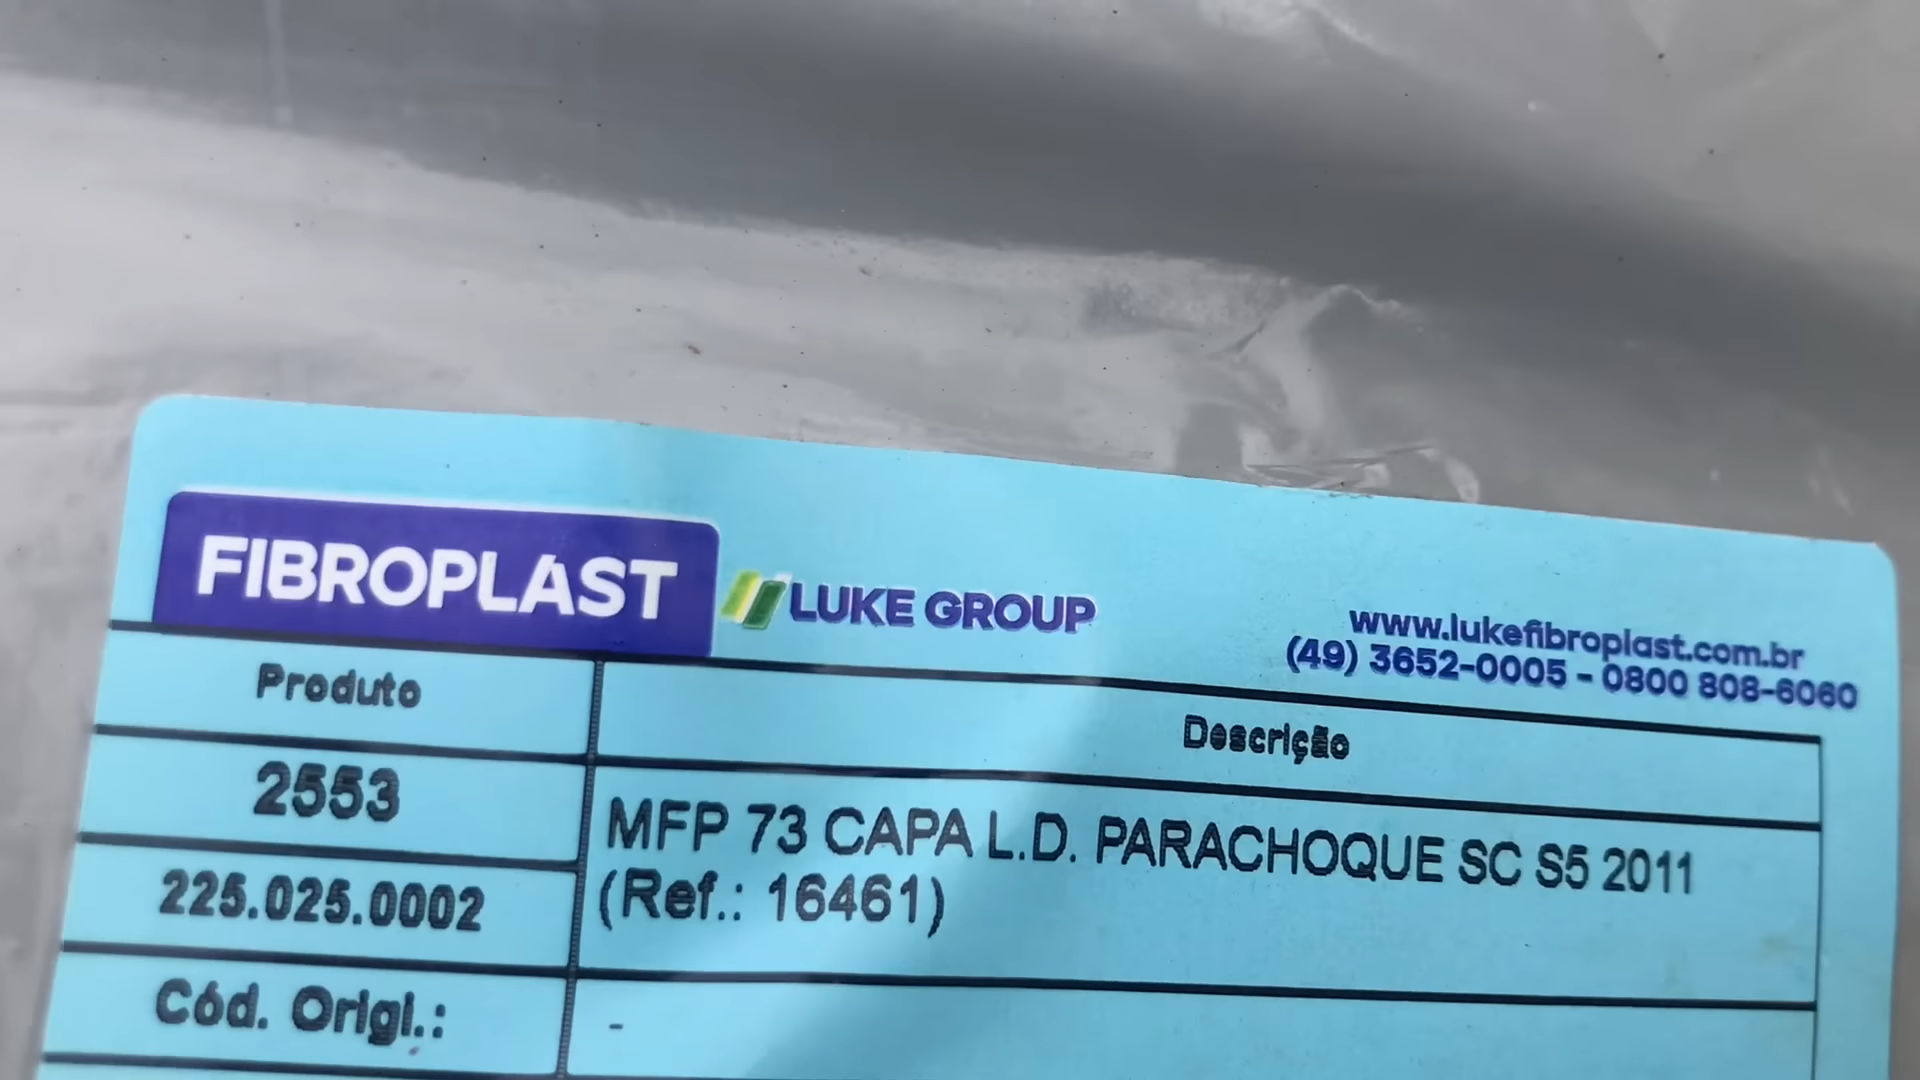 FIBROPLAST
LUKE GROUP
www.lukefibroplast.com.br
(49) 3652-0005 - 0800 808-6060
Produto
Descrição
2553
MFP 73 CAPA L.D. PARACHOQUE SC S5 2011
(Ref.: 16461)
225.025.0002
Cód. Origi.:
-